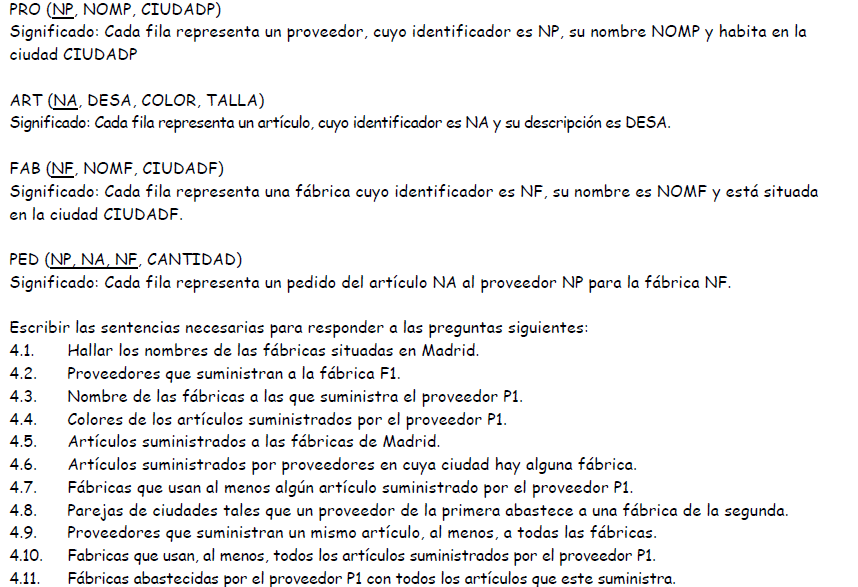 PRO (NP, NOMP, CIUDADP)
Significado: Cada fila representa un proveedor, cuyo identificador es NP, su nombre NOMP y habita en la
ciudad CIUDADP
ART (NA, DESA, COLOR, TALLA)
Significado: Cada fila representa un artículo, cuyo identificador es NA y su descripción es DESA.
FAB (NF, NOMF, CIUDADF)
Significado: Cada fila representa una fábrica cuyo identificador es NF, su nombre es NOMF y está situada
en la ciudad CIUDADF.
PED (NP, NA, NF, CANTIDAD)
Significado: Cada fila representa un pedido del artículo NA al proveedor NP para la fábrica NF.
Escribir las sentencias necesarias para responder a las preguntas siguientes:
4.1. Hallar los nombres de las fábricas situadas en Madrid.
4.2. Proveedores que suministran a la fábrica F1.
4.3. Nombre de las fábricas a las que suministra el proveedor P1.
4.4. Colores de los artículos suministrados por el proveedor P1.
4.5. Artículos suministrados a las fábricas de Madrid.
4.6. Artículos suministrados por proveedores en cuya ciudad hay alguna fábrica.
4.7. Fábricas que usan al menos algún artículo suministrado por el proveedor P1.
4.8. Parejas de ciudades tales que un proveedor de la primera abastece a una fábrica de la segunda.
4.9. Proveedores que suministran un mismo artículo, al menos, a todas las fábricas.
4.10. Fabricas que usan, al menos, todos los artículos suministrados por el proveedor P1.
4.11. Fábricas abastecidas por el proveedor P1 con todos los artículos que este suministra.